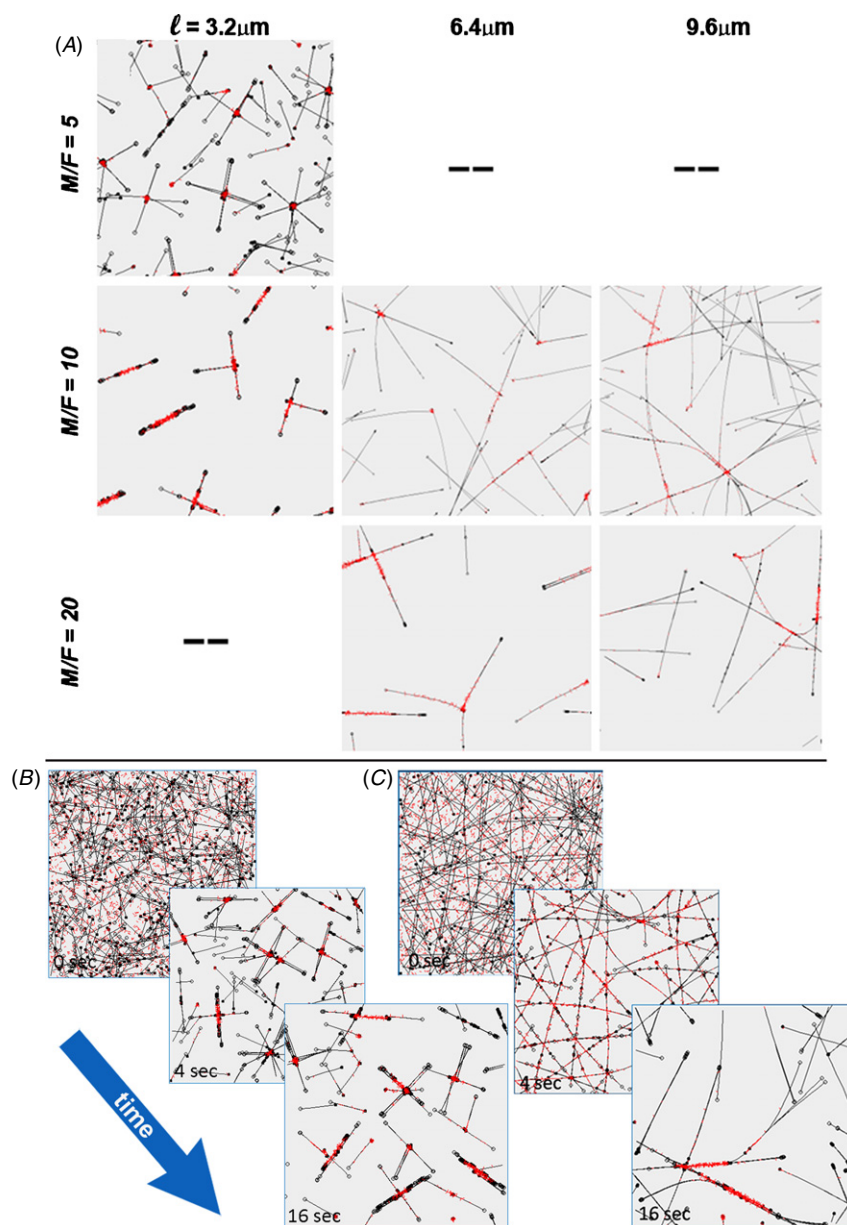 ℓ = 3.2μm 6.4μm 9.6μm
(A)
M/F = 5
M/F = 10
M/F = 20
(B) (C)
0 sec
0 sec
4 sec
4 sec
time
16 sec
16 sec